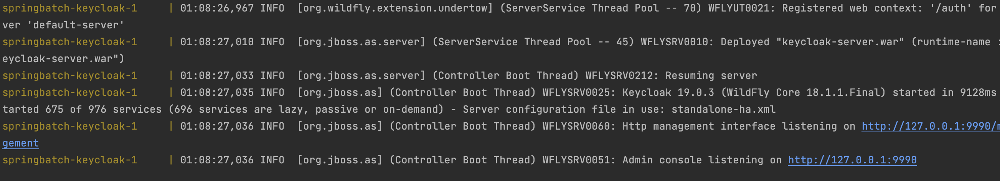 springbatch-keycloak-1     | 01:08:26,967 INFO  [org.wildfly.extension.undertow] (ServerService Thread Pool -- 70) WFLYUT0021: Registered web context: '/auth' for
ver 'default-server'
springbatch-keycloak-1     | 01:08:27,010 INFO  [org.jboss.as.server] (ServerService Thread Pool -- 45) WFLYSRV0010: Deployed "keycloak-server.war" (runtime-name :
eycloak-server.war")
springbatch-keycloak-1     | 01:08:27,033 INFO  [org.jboss.as.server] (Controller Boot Thread) WFLYSRV0212: Resuming server
springbatch-keycloak-1     | 01:08:27,035 INFO  [org.jboss.as] (Controller Boot Thread) WFLYSRV0025: Keycloak 19.0.3 (WildFly Core 18.1.1.Final) started in 9128ms
tarted 675 of 976 services (696 services are lazy, passive or on-demand) - Server configuration file in use: standalone-ha.xml
springbatch-keycloak-1     | 01:08:27,036 INFO  [org.jboss.as] (Controller Boot Thread) WFLYSRV0060: Http management interface listening on http://127.0.0.1:9990/m
gement
springbatch-keycloak-1     | 01:08:27,036 INFO  [org.jboss.as] (Controller Boot Thread) WFLYSRV0051: Admin console listening on http://127.0.0.1:9990